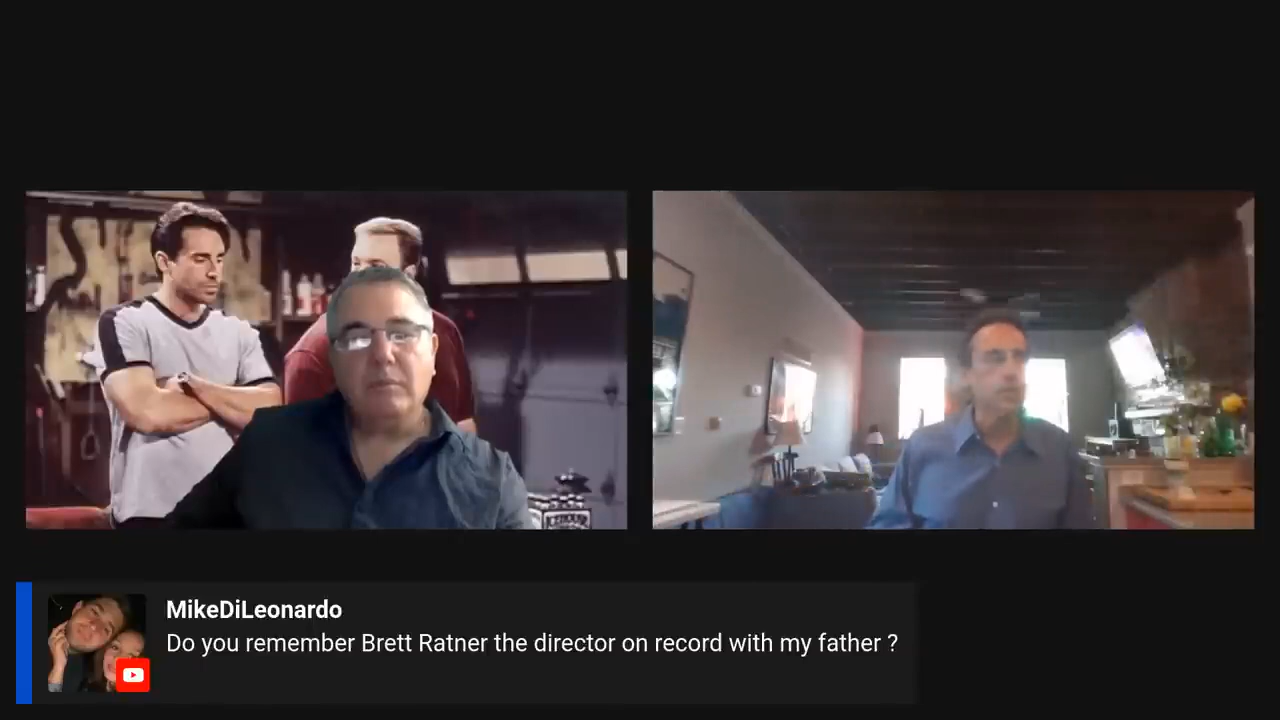 MikeDiLeonardo
Do you remember Brett Ratner the director on record with my father ?